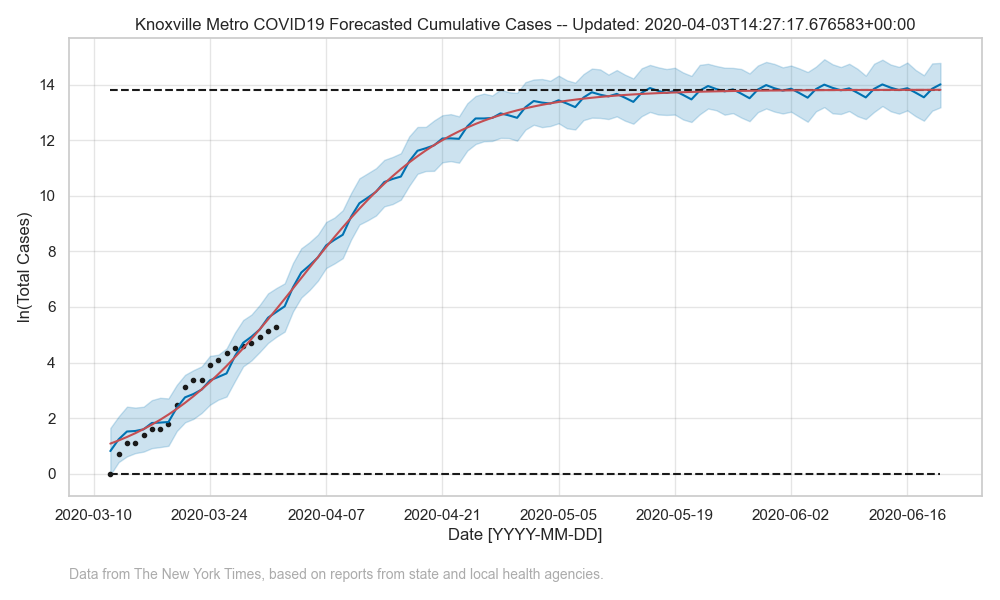 Knoxville Metro COVID19 Forecasted Cumulative Cases -- Updated: 2020-04-03T14:27:17.676583+00:00
14
12
10
8
6
4
2
0
ln(Total Cases)
2020-03-10 2020-03-24 2020-04-07 2020-04-21 2020-05-05 2020-05-19 2020-06-02 2020-06-16
Date [YYYY-MM-DD]
Data from The New York Times, based on reports from state and local health agencies.